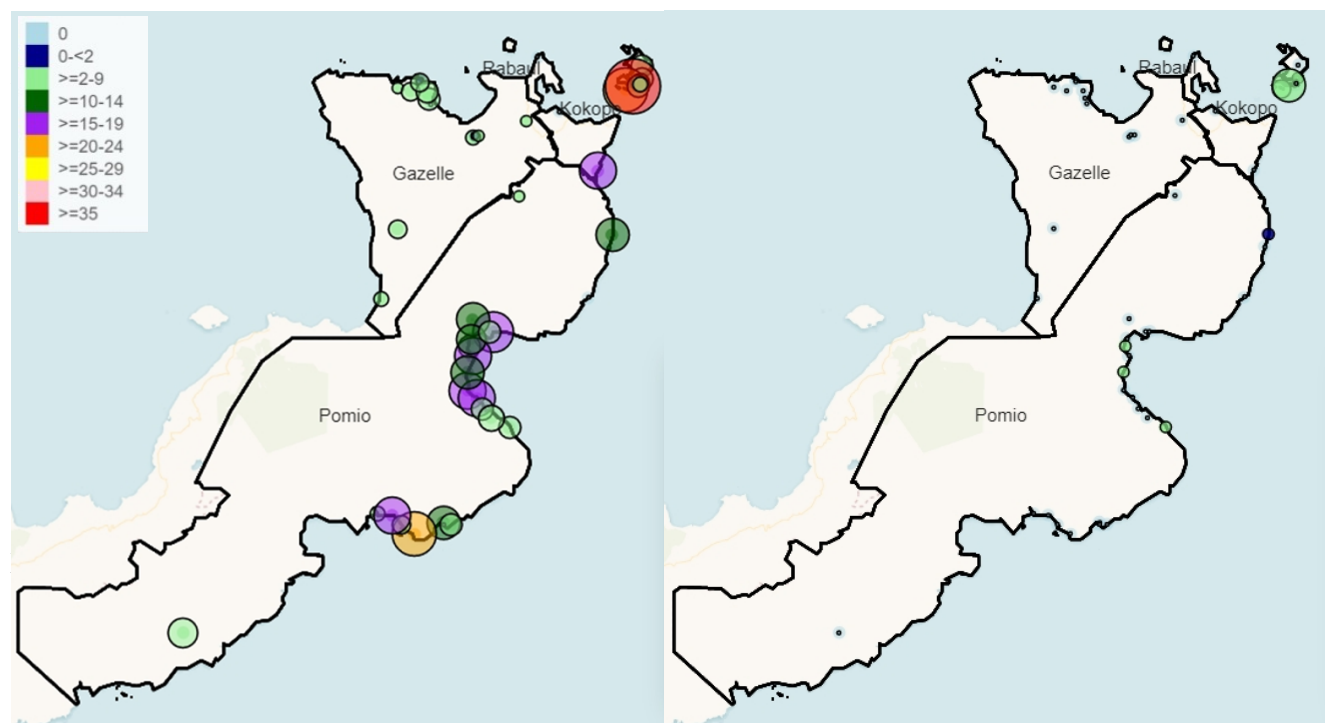 0
0-<2
>=2-9
>=10-14
>=15-19
>=20-24
>=25-29
>=30-34
>=35
Rabaul
Kokopo
Gazelle
Pomio
Rabaul
Kokopo
Gazelle
Pomio